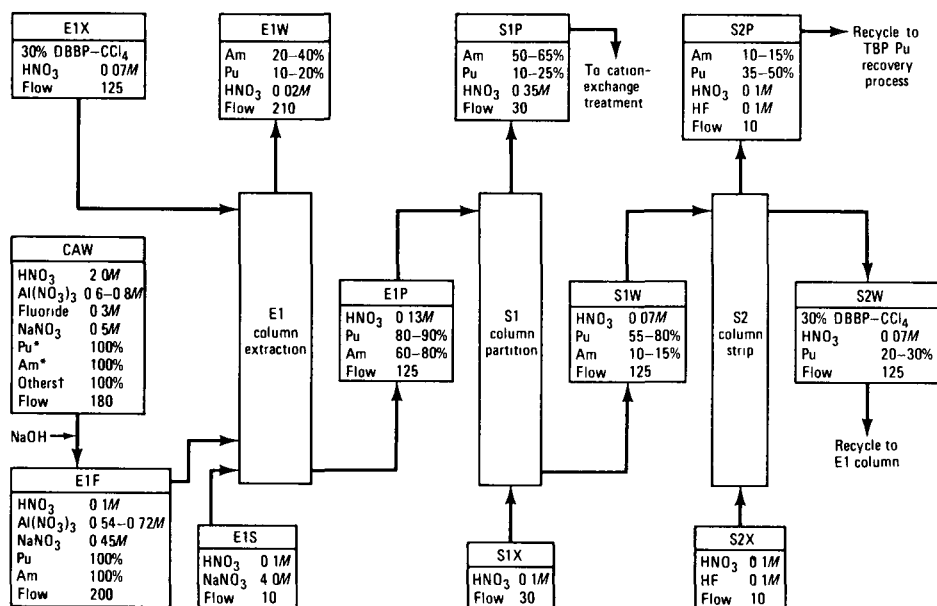 E1X
30% DBBP-CCl₄
HNO₃ 0 07M
Flow 125
E1W
Am 20-40%
Pu 10-20%
HNO₃ 0 02M
Flow 210
S1P
Am 50-65%
Pu 10-25%
HNO₃ 0 35M
Flow 30
To cation-
exchange
treatment
S2P
Am 10-15%
Pu 35-50%
HNO₃ 0 1M
HF 0 1M
Flow 10
Recycle to
TBP Pu
recovery
process
CAW
HNO₃ 2 0M
Al(NO₃)₃ 0 6-0 8M
Fluoride 0 3M
NaNO₃ 0 5M
Pu* 100%
Am* 100%
Others† 100%
Flow 180
NaOH
E1F
HNO₃ 0 1M
Al(NO₃)₃ 0 54-0 72M
NaNO₃ 0 45M
Pu 100%
Am 100%
Flow 200
E1
column
extraction
E1S
HNO₃ 0 1M
NaNO₃ 4 0M
Flow 10
E1P
HNO₃ 0 13M
Pu 80-90%
Am 60-80%
Flow 125
S1
column
partition
S1X
HNO₃ 0 1M
Flow 30
S1W
HNO₃ 0 07M
Pu 55-80%
Am 10-15%
Flow 125
S2
column
strip
S2X
HNO₃ 0 1M
HF 0 1M
Flow 10
S2W
30% DBBP-CCl₄
HNO₃ 0 07M
Pu 20-30%
Flow 125
Recycle to
E1 column